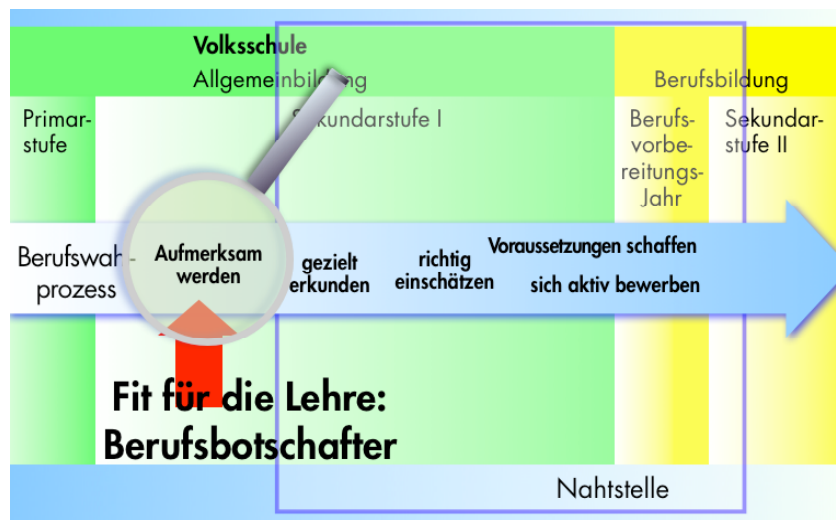 Volksschule
Allgemeinbildung
Berufsbildung
Primar-
stufe
Sekundarstufe I
Berufs-
vorbe-
reitungs-
Jahr
Sekundar-
stufe II
Berufswahl-
prozess
Aufmerksam
werden
gezielt
erkunden
richtig
einschätzen
Voraussetzungen schaffen
sich aktiv bewerben
Fit für die Lehre:
Berufsbotschafter
Nahtstelle